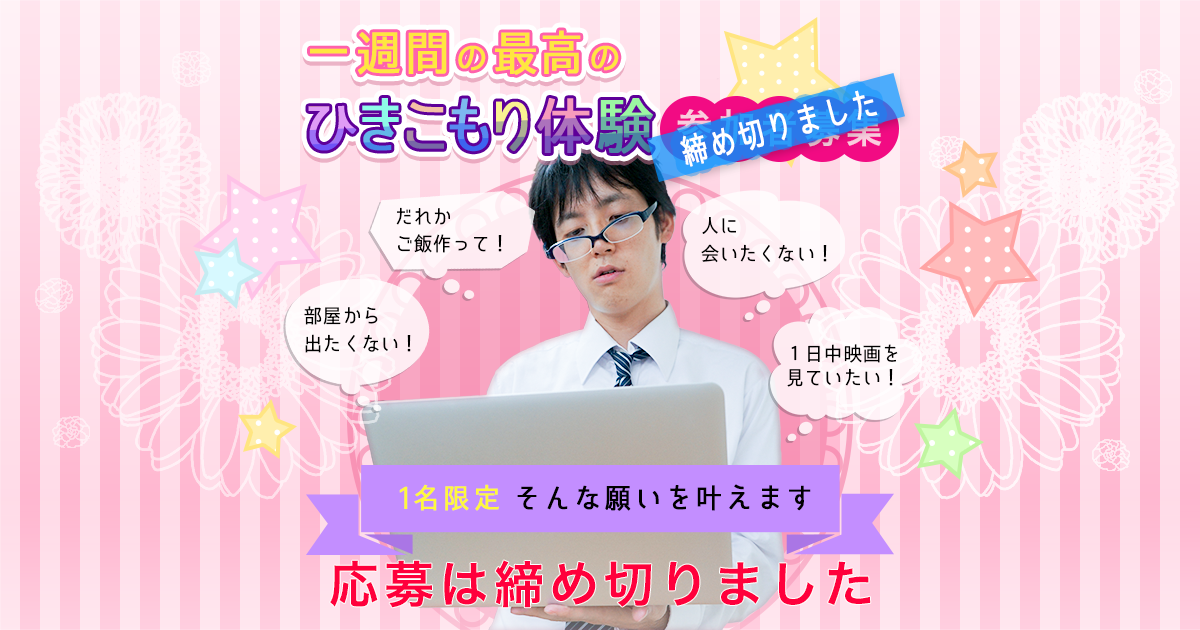 一週間の最高の
ひきこもり体験
締め切りました
だれか
ご飯作って！
人に
会いたくない！
部屋から
出たくない！
１日中映画を
見ていたい！
1名限定 そんな願いを叶えます
応募は締め切りました